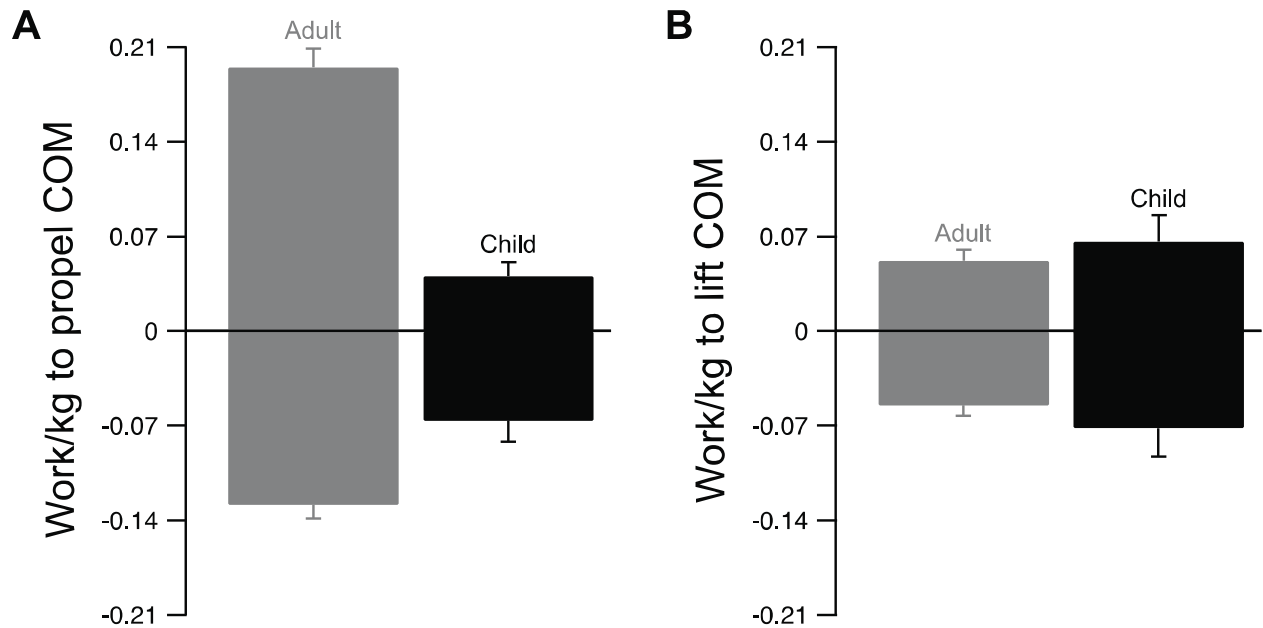 A
Work/kg to propel COM
0.21
0.14
0.07
0
-0.07
-0.14
-0.21
Adult
Child
B
Work/kg to lift COM
0.21
0.14
0.07
0
-0.07
-0.14
-0.21
Adult
Child